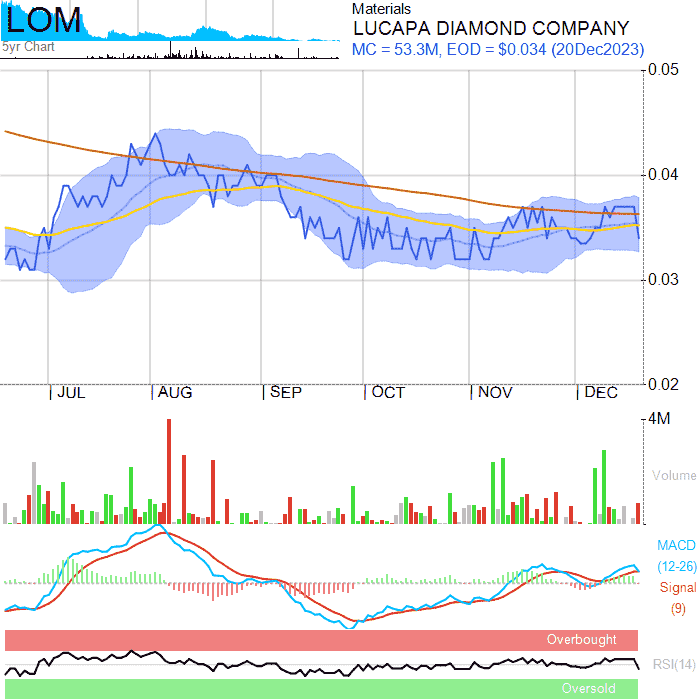 LOM
5yr Chart
Materials
LUCAPA DIAMOND COMPANY
MC = 53.3M, EOD = $0.034 (20Dec2023)
0.05
0.04
0.03
0.02
JUL
AUG
SEP
OCT
NOV
DEC
4M
Volume
MACD
(12-26)
Signal
(9)
Overbought
RSI(14)
Oversold